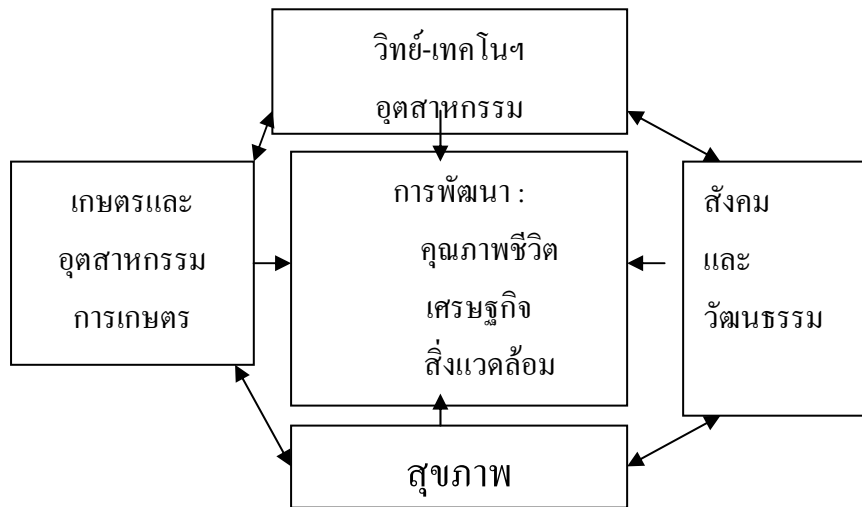 วิทย์-เทคโนฯ
อุตสาหกรรม
เกษตรและ
อุตสาหกรรม
การเกษตร
การพัฒนา :
คุณภาพชีวิต
เศรษฐกิจ
สิ่งแวดล้อม
สังคม
และ
วัฒนธรรม
สุขภาพ